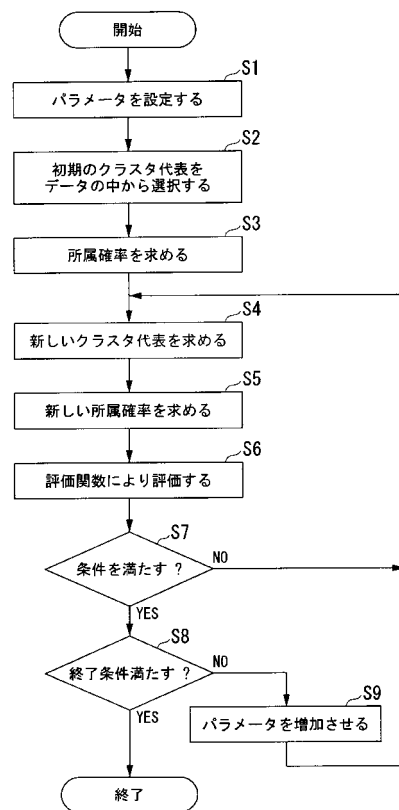 開始
S1
パラメータを設定する
S2
初期のクラスタ代表を
データの中から選択する
S3
所属確率を求める
S4
新しいクラスタ代表を求める
S5
新しい所属確率を求める
S6
評価関数により評価する
S7
条件を満たす ?
NO
YES
S8
終了条件満たす ?
NO
YES
S9
パラメータを増加させる
終了